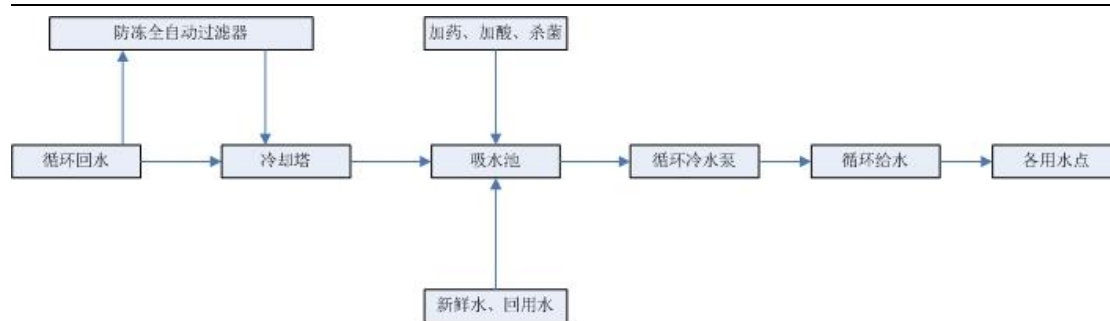 防冻全自动过滤器
加药、加酸、杀菌
循环回水
冷却塔
吸水池
循环冷水泵
循环给水
各用水点
新鲜水、回用水